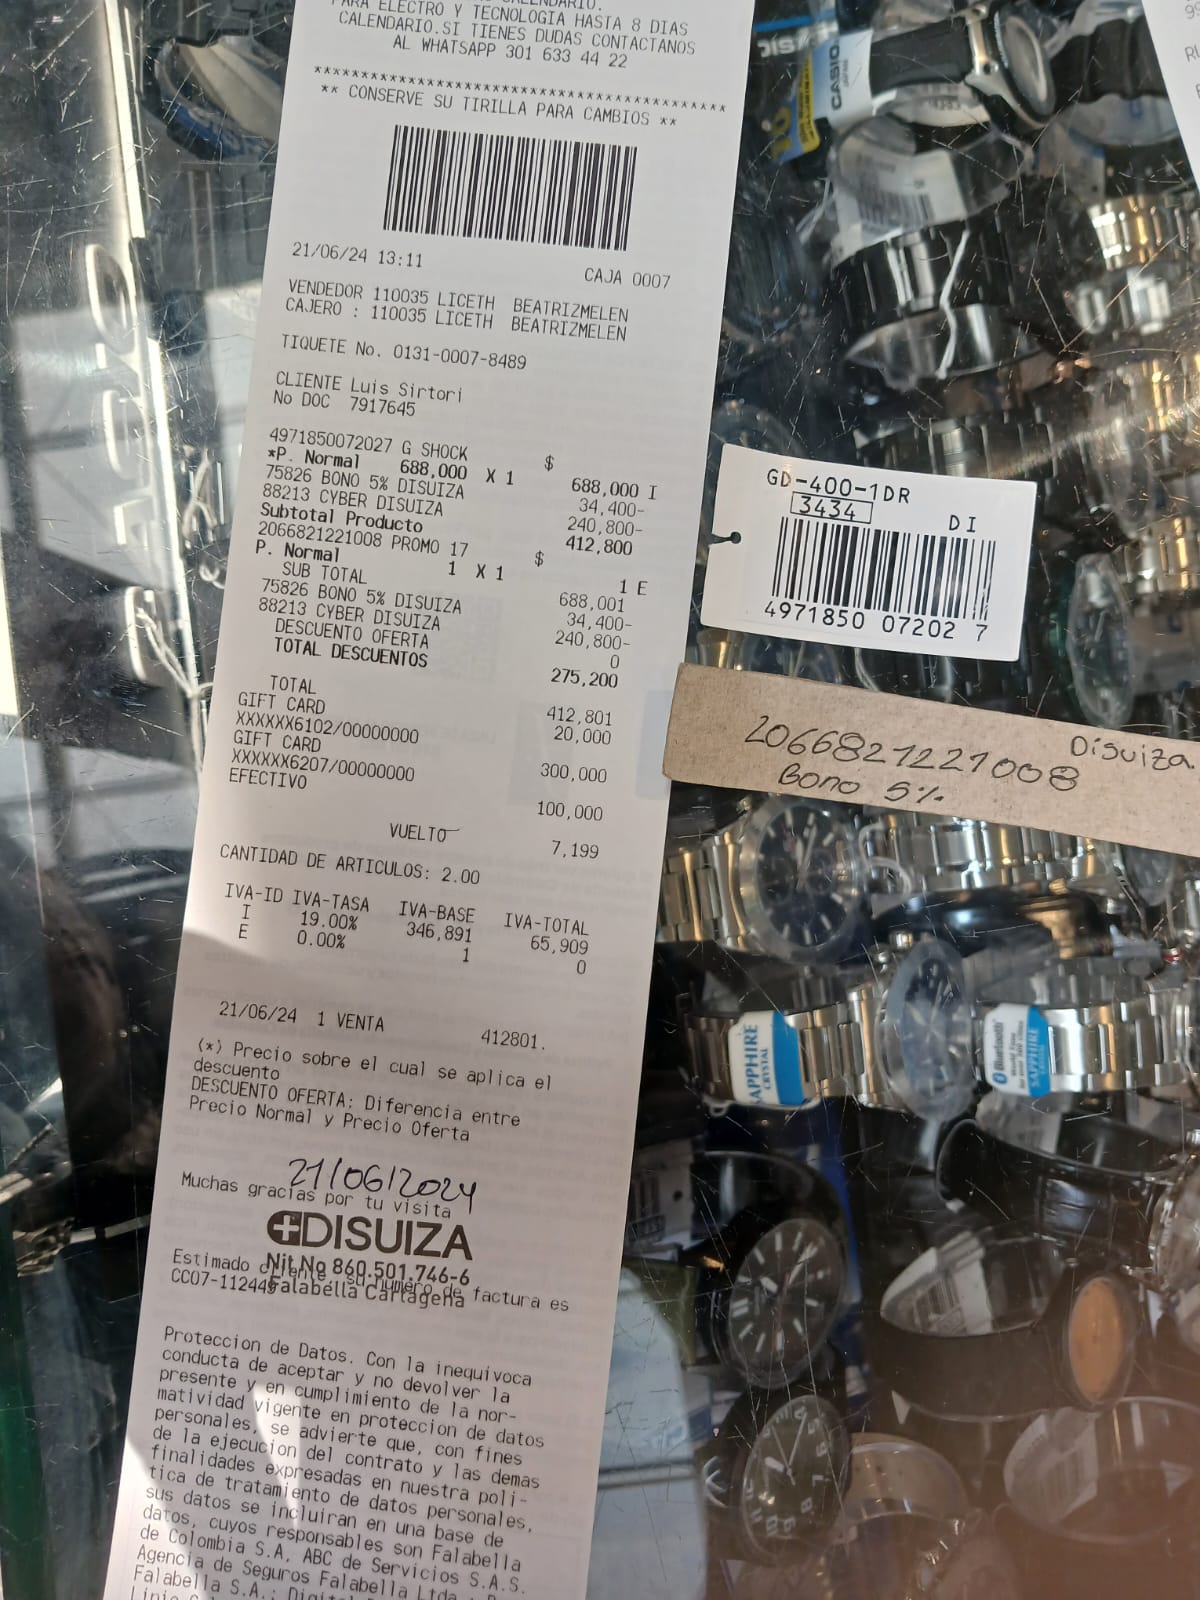 PARA ELECTRO Y TECNOLOGIA HASTA 8 DIAS
CALENDARIO.SI TIENES DUDAS CONTACTANOS
AL WHATSAPP 301 633 44 22
********************************************
** CONSERVE SU TIRILLA PARA CAMBIOS **
21/06/24 13:11 CAJA 0007
VENDEDOR 110035 LICETH BEATRIZMELEN
CAJERO : 110035 LICETH BEATRIZMELEN
TIQUETE No. 0131-0007-8489
CLIENTE Luis Sirtori
No DOC 7917645
4971850072027 G SHOCK $
*P. Normal 688,000 X 1 688,000 I
75826 BONO 5% DISUIZA 34,400-
88213 CYBER DISUIZA 240,800-
Subtotal Producto 412,800
2066821221008 PROMO 17 $
P. Normal 1 X 1 1 E
SUB TOTAL 688,001
75826 BONO 5% DISUIZA 34,400-
88213 CYBER DISUIZA 240,800-
DESCUENTO OFERTA 0
TOTAL DESCUENTOS 275,200
TOTAL 412,801
GIFT CARD 20,000
XXXXXX6102/00000000
GIFT CARD 300,000
XXXXXX6207/00000000
EFECTIVO 100,000
VUELTO 7,199
CANTIDAD DE ARTICULOS: 2.00
IVA-ID IVA-TASA IVA-BASE IVA-TOTAL
I 19.00% 346,891 65,909
E 0.00% 1 0
21/06/24 1 VENTA 412801.
(*) Precio sobre el cual se aplica el
descuento
DESCUENTO OFERTA: Diferencia entre
Precio Normal y Precio Oferta
21/06/2024
Muchas gracias por tu visita
DISUIZA
Nit No 860.501.746-6
Estimado cliente, su numero de factura es
CC07-112449
Falabella Cartagena
Proteccion de Datos. Con la inequivoca
conducta de aceptar y no devolver la
presente y en cumplimiento de la nor-
matividad vigente en proteccion de datos
personales, se advierte que, con fines
de la ejecucion del contrato y las demas
finalidades expresadas en nuestra poli-
tica de tratamiento de datos personales,
sus datos se incluiran en una base de
datos, cuyos responsables son Falabella
de Colombia S.A. ABC de Servicios S.A.S.
Agencia de Seguros Falabella Ltda
Falabella S.A.:
GD-400-1DR
3434 DI
4971850 07202 7
2066821221008 Disuiza
Bono 5%
CASIO
SAPPHIRE
CRYSTAL
Bluetooth
SAPPHIRE